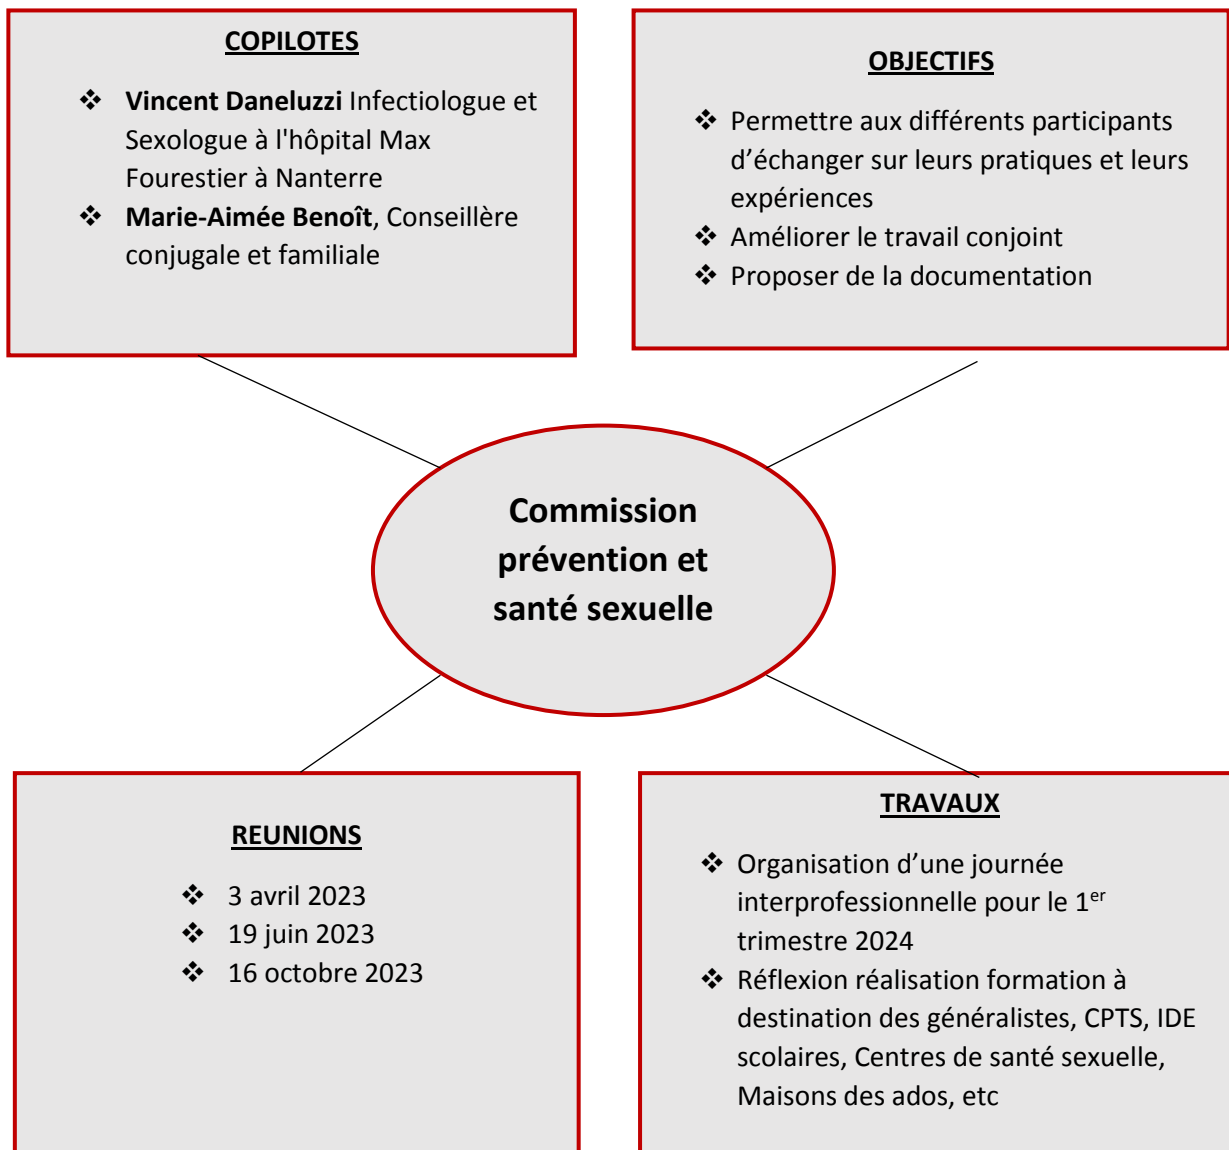 COPILOTES
❖ Vincent Daneluzzi Infectiologue et
Sexologue à l'hôpital Max
Fourestier à Nanterre
❖ Marie-Aimée Benoît, Conseillère
conjugale et familiale
OBJECTIFS
❖ Permettre aux différents participants
d’échanger sur leurs pratiques et leurs
expériences
❖ Améliorer le travail conjoint
❖ Proposer de la documentation
Commission
prévention et
santé sexuelle
REUNIONS
❖ 3 avril 2023
❖ 19 juin 2023
❖ 16 octobre 2023
TRAVAUX
❖ Organisation d’une journée
interprofessionnelle pour le 1er
trimestre 2024
❖ Réflexion réalisation formation à
destination des généralistes, CPTS, IDE
scolaires, Centres de santé sexuelle,
Maisons des ados, etc